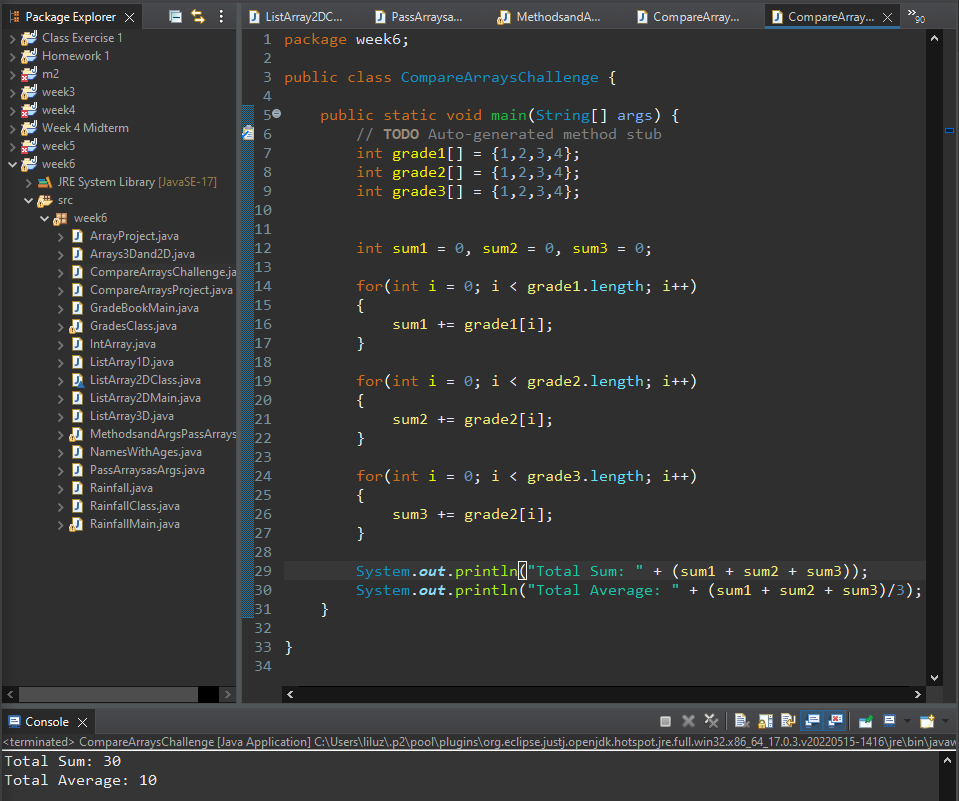 Package Explorer
ListArray2DC...
PassArraysa...
MethodsandA...
CompareArray...
CompareArray...
»90
Class Exercise 1
Homework 1
m2
week3
week4
Week 4 Midterm
week5
week6
JRE System Library [JavaSE-17]
src
week6
ArrayProject.java
Arrays3Dand2D.java
CompareArraysChallenge.ja
CompareArraysProject.java
GradeBookMain.java
GradesClass.java
IntArray.java
ListArray1D.java
ListArray2DClass.java
ListArray2DMain.java
ListArray3D.java
MethodsandArgsPassArrays
NamesWithAges.java
PassArraysasArgs.java
Rainfall.java
RainfallClass.java
RainfallMain.java
1 package week6;
2
3 public class CompareArraysChallenge {
4
5 public static void main(String[] args) {
6 // TODO Auto-generated method stub
7 int grade1[] = {1,2,3,4};
8 int grade2[] = {1,2,3,4};
9 int grade3[] = {1,2,3,4};
10
11
12 int sum1 = 0, sum2 = 0, sum3 = 0;
13
14 for(int i = 0; i < grade1.length; i++)
15 {
16 sum1 += grade1[i];
17 }
18
19 for(int i = 0; i < grade2.length; i++)
20 {
21 sum2 += grade2[i];
22 }
23
24 for(int i = 0; i < grade3.length; i++)
25 {
26 sum3 += grade2[i];
27 }
28
29 System.out.println("Total Sum: " + (sum1 + sum2 + sum3));
30 System.out.println("Total Average: " + (sum1 + sum2 + sum3)/3);
31 }
32
33 }
34
Console
<terminated> CompareArraysChallenge [Java Application] C:\Users\liluz\.p2\pool\plugins\org.eclipse.justj.openjdk.hotspot.jre.full.win32.x86_64_17.0.3.v20220515-1416\jre\bin\javaw
Total Sum: 30
Total Average: 10